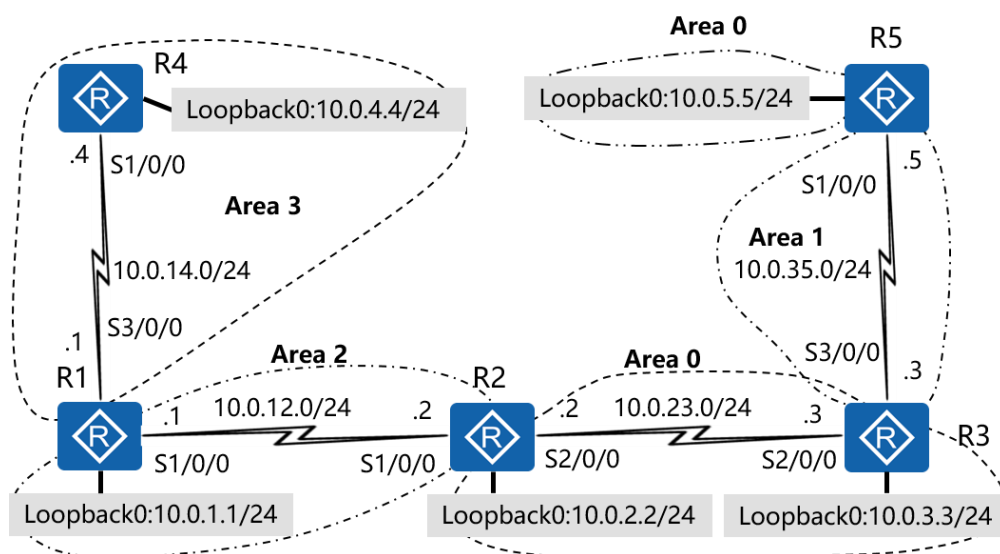 Area 0
R5
R4
Loopback0:10.0.5.5/24
R
R
Loopback0:10.0.4.4/24
.4
S1/0/0
.5
S1/0/0
Area 3
Area 1
10.0.35.0/24
10.0.14.0/24
S3/0/0
.1
S3/0/0
Area 2
Area 0
.3
R1
R2
.1
10.0.12.0/24
.2
.2
10.0.23.0/24
.3
R
R
R
R3
S1/0/0
S1/0/0
S2/0/0
S2/0/0
Loopback0:10.0.1.1/24
Loopback0:10.0.2.2/24
Loopback0:10.0.3.3/24